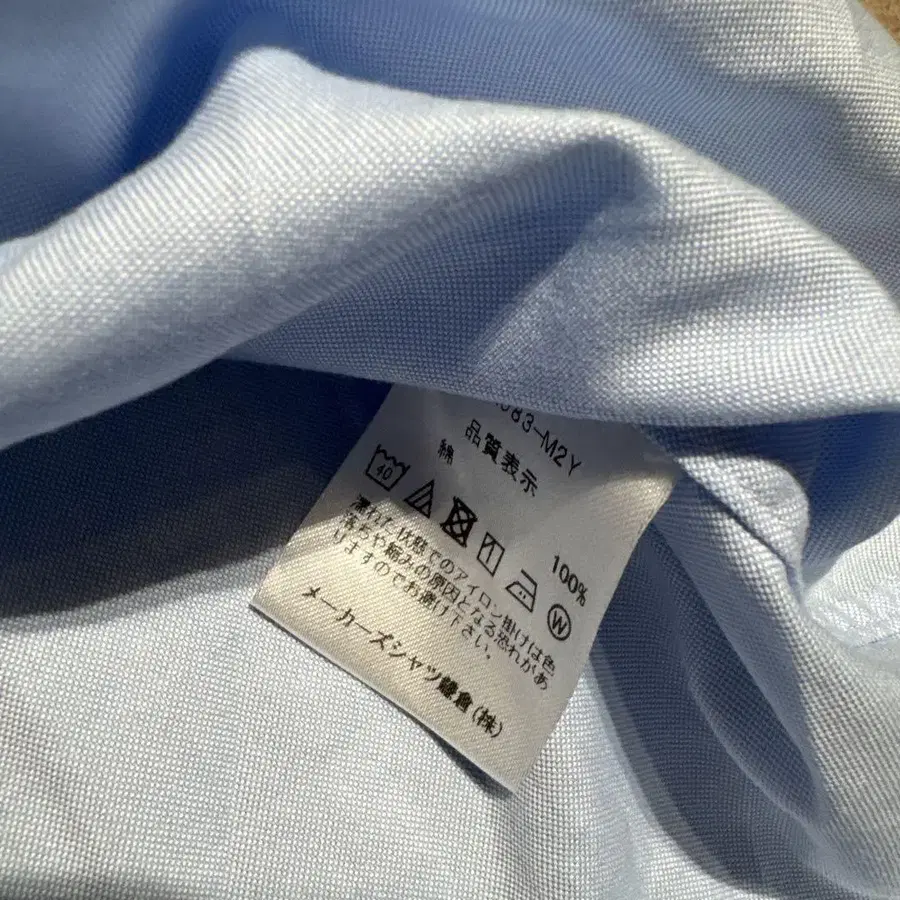 83-M2Y
品質表示
綿 100%
40
W
濡れた状態でのアイロン掛けは色
落ちや縮みの原因となる恐れがあ
りますのでお避け下さい。
メーカーズシャツ鎌倉(株)